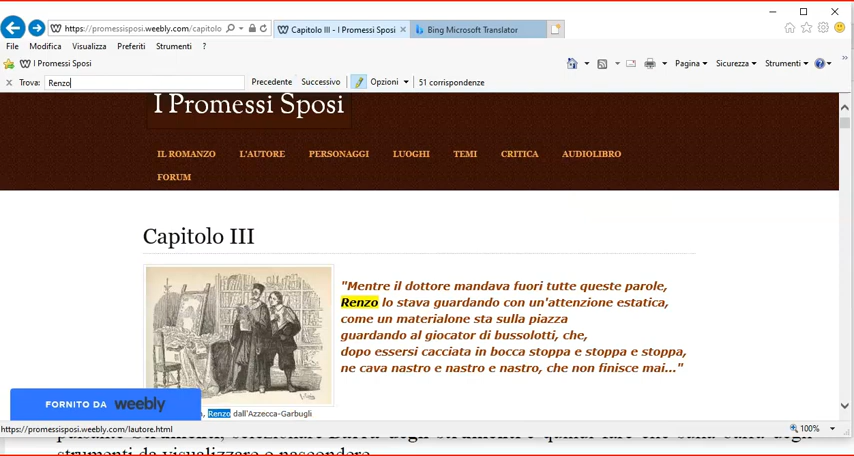 https://promessisposi.weebly.com/capitolo
Capitolo III - I Promessi Sposi
Bing Microsoft Translator
File Modifica Visualizza Preferiti Strumenti ?
I Promessi Sposi
Pagina Sicurezza Strumenti
Trova: Renzo Precedente Successivo Opzioni 51 corrispondenze
I Promessi Sposi
IL ROMANZO L'AUTORE PERSONAGGI LUOGHI TEMI CRITICA AUDIOLIBRO
FORUM
Capitolo III
"Mentre il dottore mandava fuori tutte queste parole,
Renzo lo stava guardando con un'attenzione estatica,
come un materialone sta sulla piazza
guardando al giocator di bussolotti, che,
dopo essersi cacciata in bocca stoppa e stoppa e stoppa,
ne cava nastro e nastro e nastro, che non finisce mai..."
FORNITO DA weebly
Renzo dall'Azzecca-Garbugli
https://promessisposi.weebly.com/lautore.html
100%
strumenti da visualizzare o nascondere